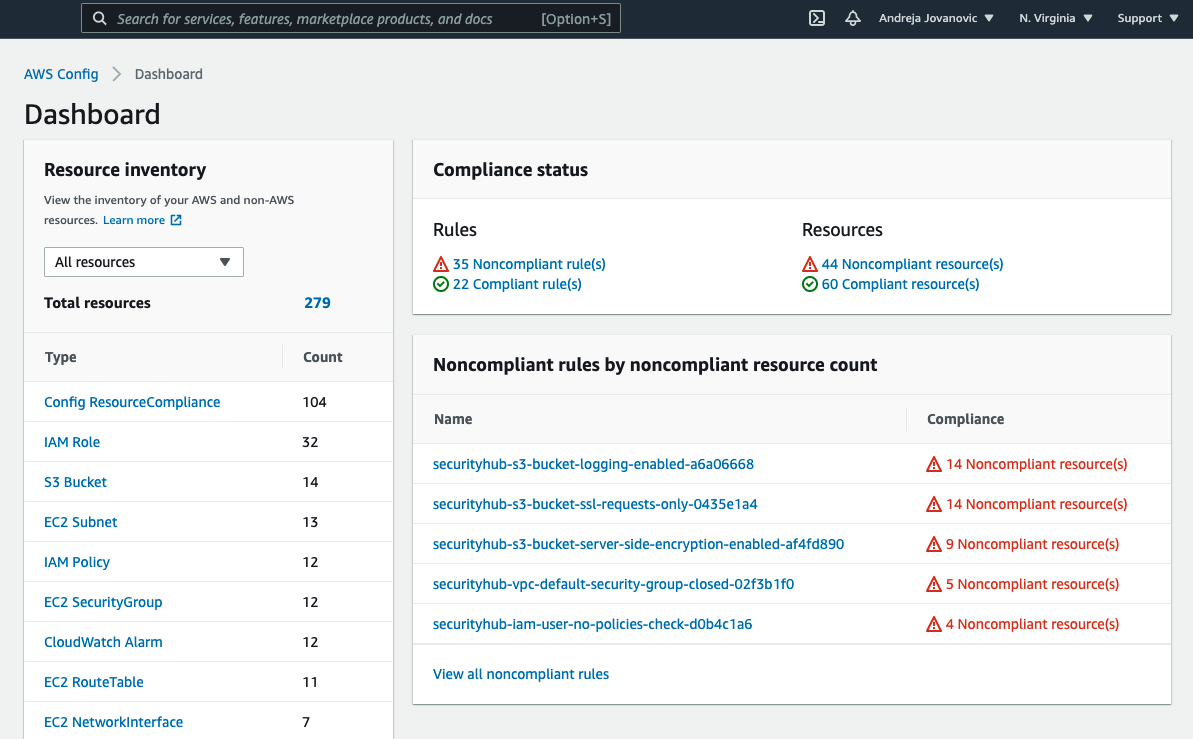 Search for services, features, marketplace products, and docs [Option+S] Andreja Jovanovic N. Virginia Support
AWS Config Dashboard
Dashboard
Resource inventory
View the inventory of your AWS and non-AWS
resources. Learn more
All resources
Total resources 279
Type Count
Config ResourceCompliance 104
IAM Role 32
S3 Bucket 14
EC2 Subnet 13
IAM Policy 12
EC2 SecurityGroup 12
CloudWatch Alarm 12
EC2 RouteTable 11
EC2 NetworkInterface 7
Compliance status
Rules
35 Noncompliant rule(s)
22 Compliant rule(s)
Resources
44 Noncompliant resource(s)
60 Compliant resource(s)
Noncompliant rules by noncompliant resource count
Name Compliance
securityhub-s3-bucket-logging-enabled-a6a06668 14 Noncompliant resource(s)
securityhub-s3-bucket-ssl-requests-only-0435e1a4 14 Noncompliant resource(s)
securityhub-s3-bucket-server-side-encryption-enabled-af4fd890 9 Noncompliant resource(s)
securityhub-vpc-default-security-group-closed-02f3b1f0 5 Noncompliant resource(s)
securityhub-iam-user-no-policies-check-d0b4c1a6 4 Noncompliant resource(s)
View all noncompliant rules